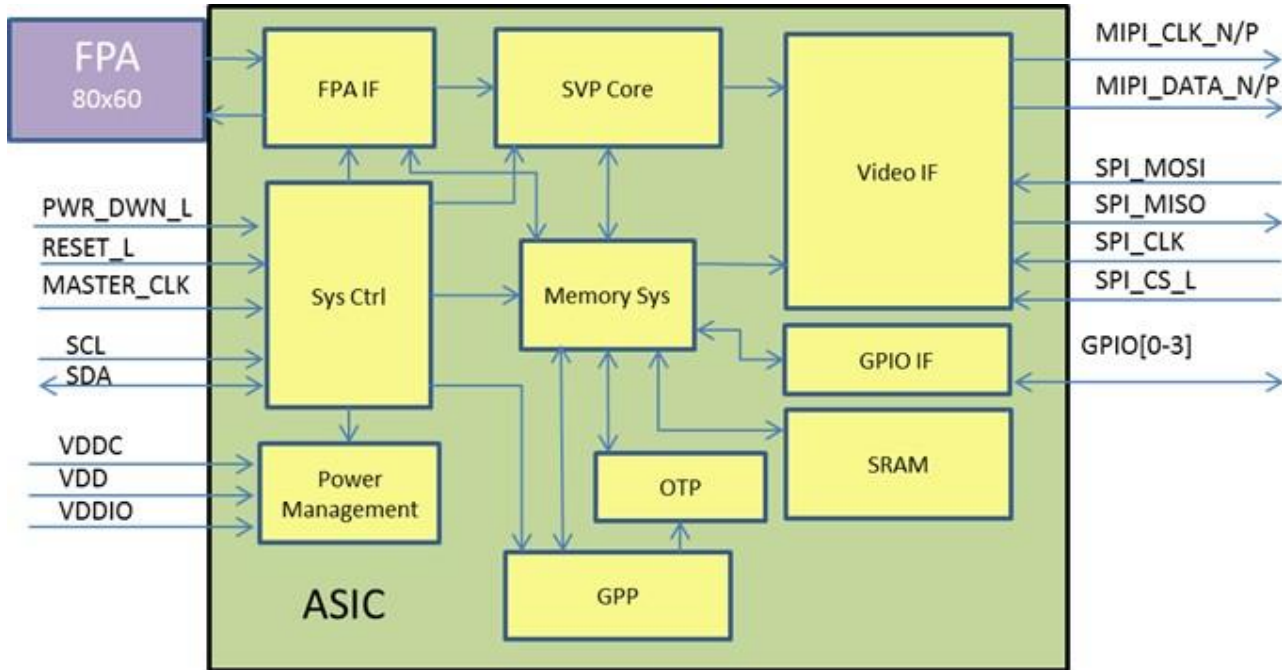 FPA
80x60
FPA IF
SVP Core
Video IF
MIPI_CLK_N/P
MIPI_DATA_N/P
SPI_MOSI
SPI_MISO
SPI_CLK
SPI_CS_L
PWR_DWN_L
RESET_L
MASTER_CLK
SCL
SDA
Sys Ctrl
Memory Sys
GPIO IF
GPIO[0-3]
VDDC
VDD
VDDIO
Power
Management
OTP
SRAM
GPP
ASIC